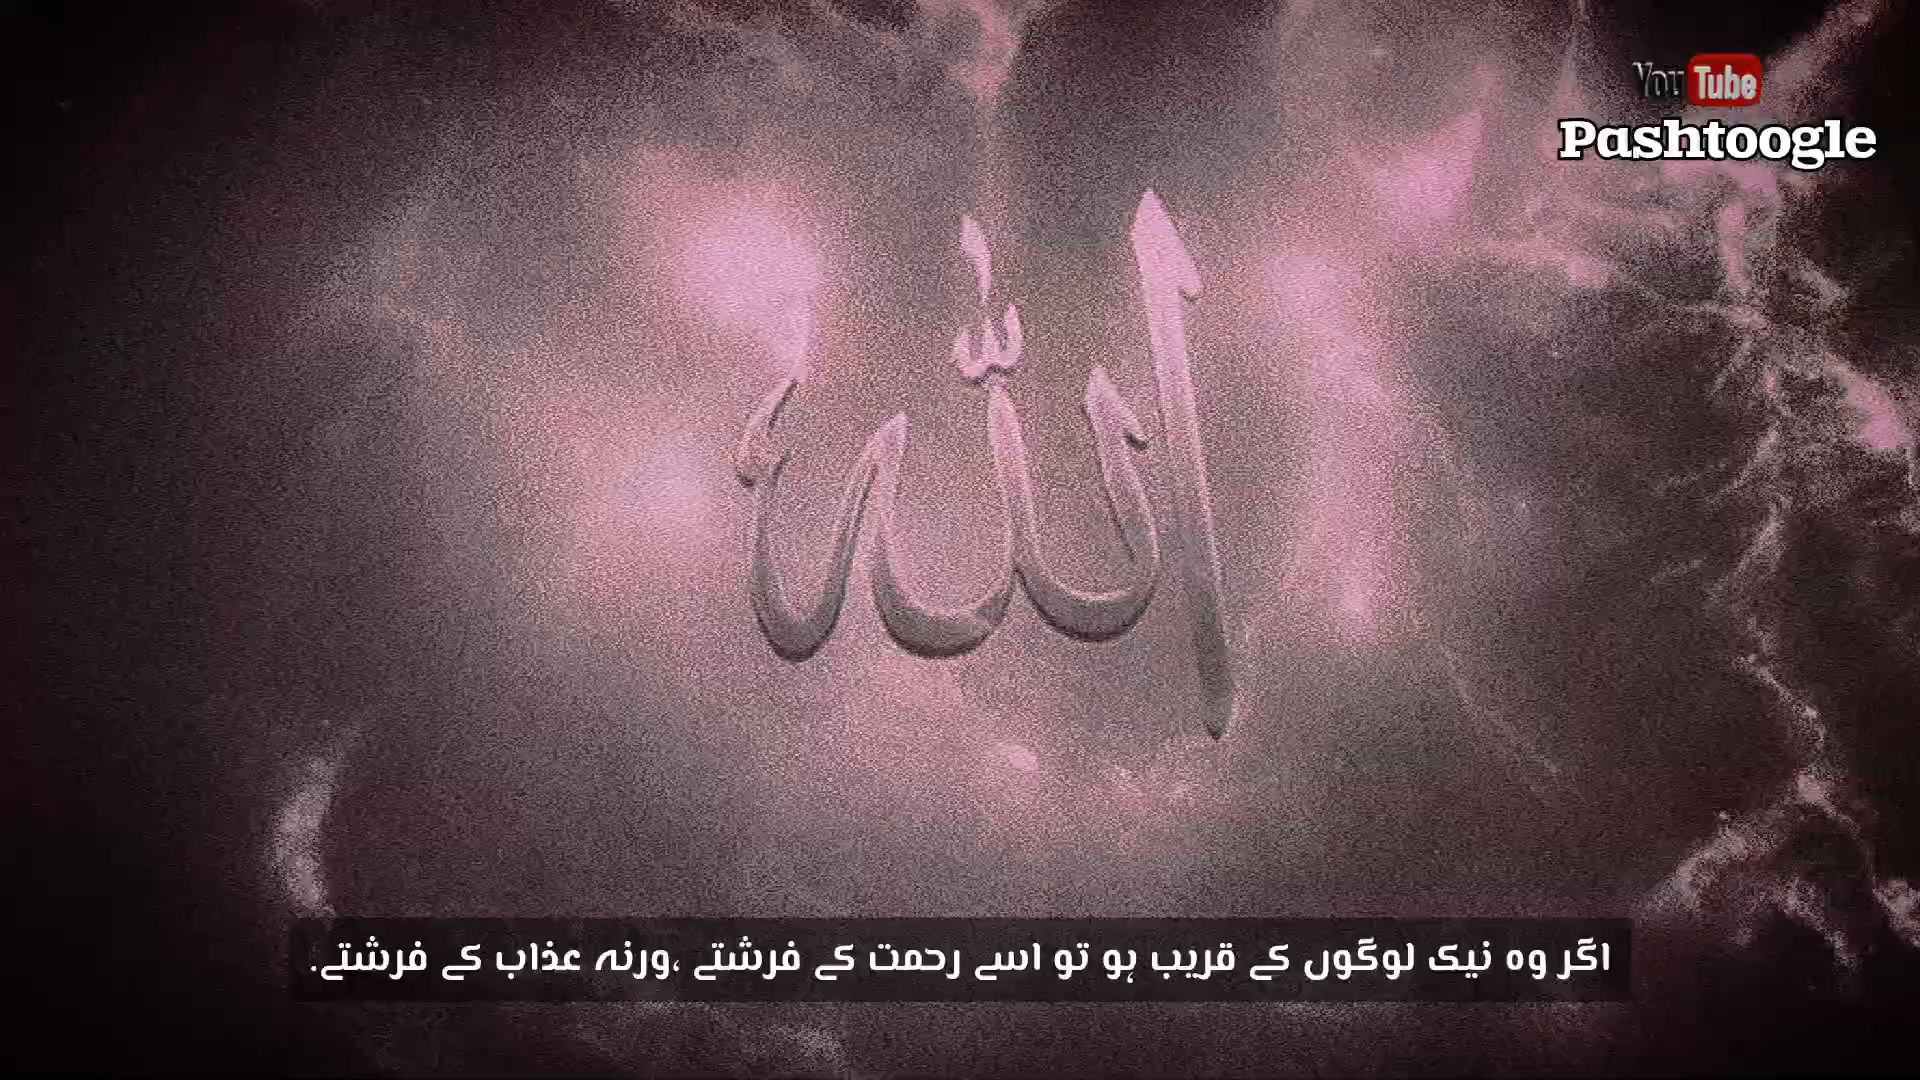 YouTube
Pashtoogle
الله
اگر وہ نیک لوگوں کے قریب ہو تو اسے رحمت کے فرشتے ،ورنہ عذاب کے فرشتے.